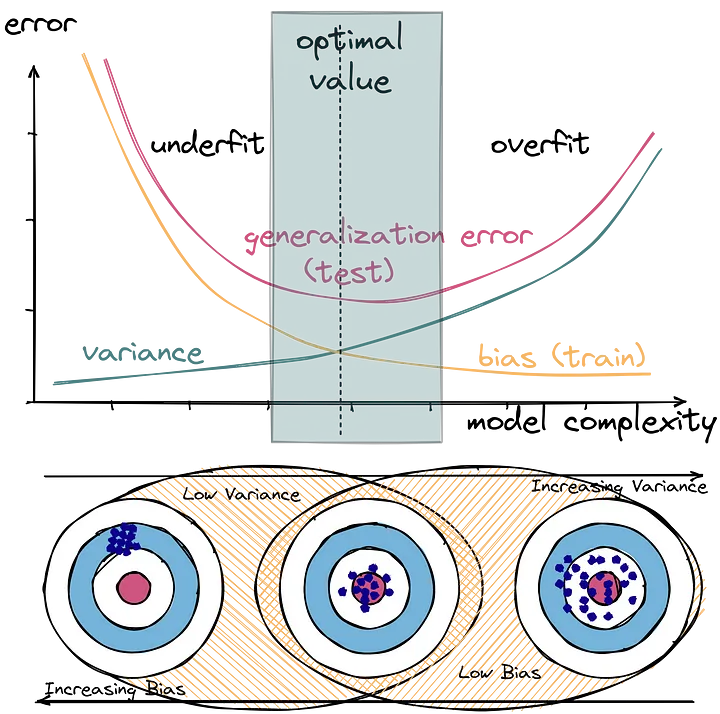 error
optimal
value
underfit
overfit
generalization error
(test)
variance
bias (train)
model complexity
Low Variance
Increasing Variance
Low Bias
Increasing Bias